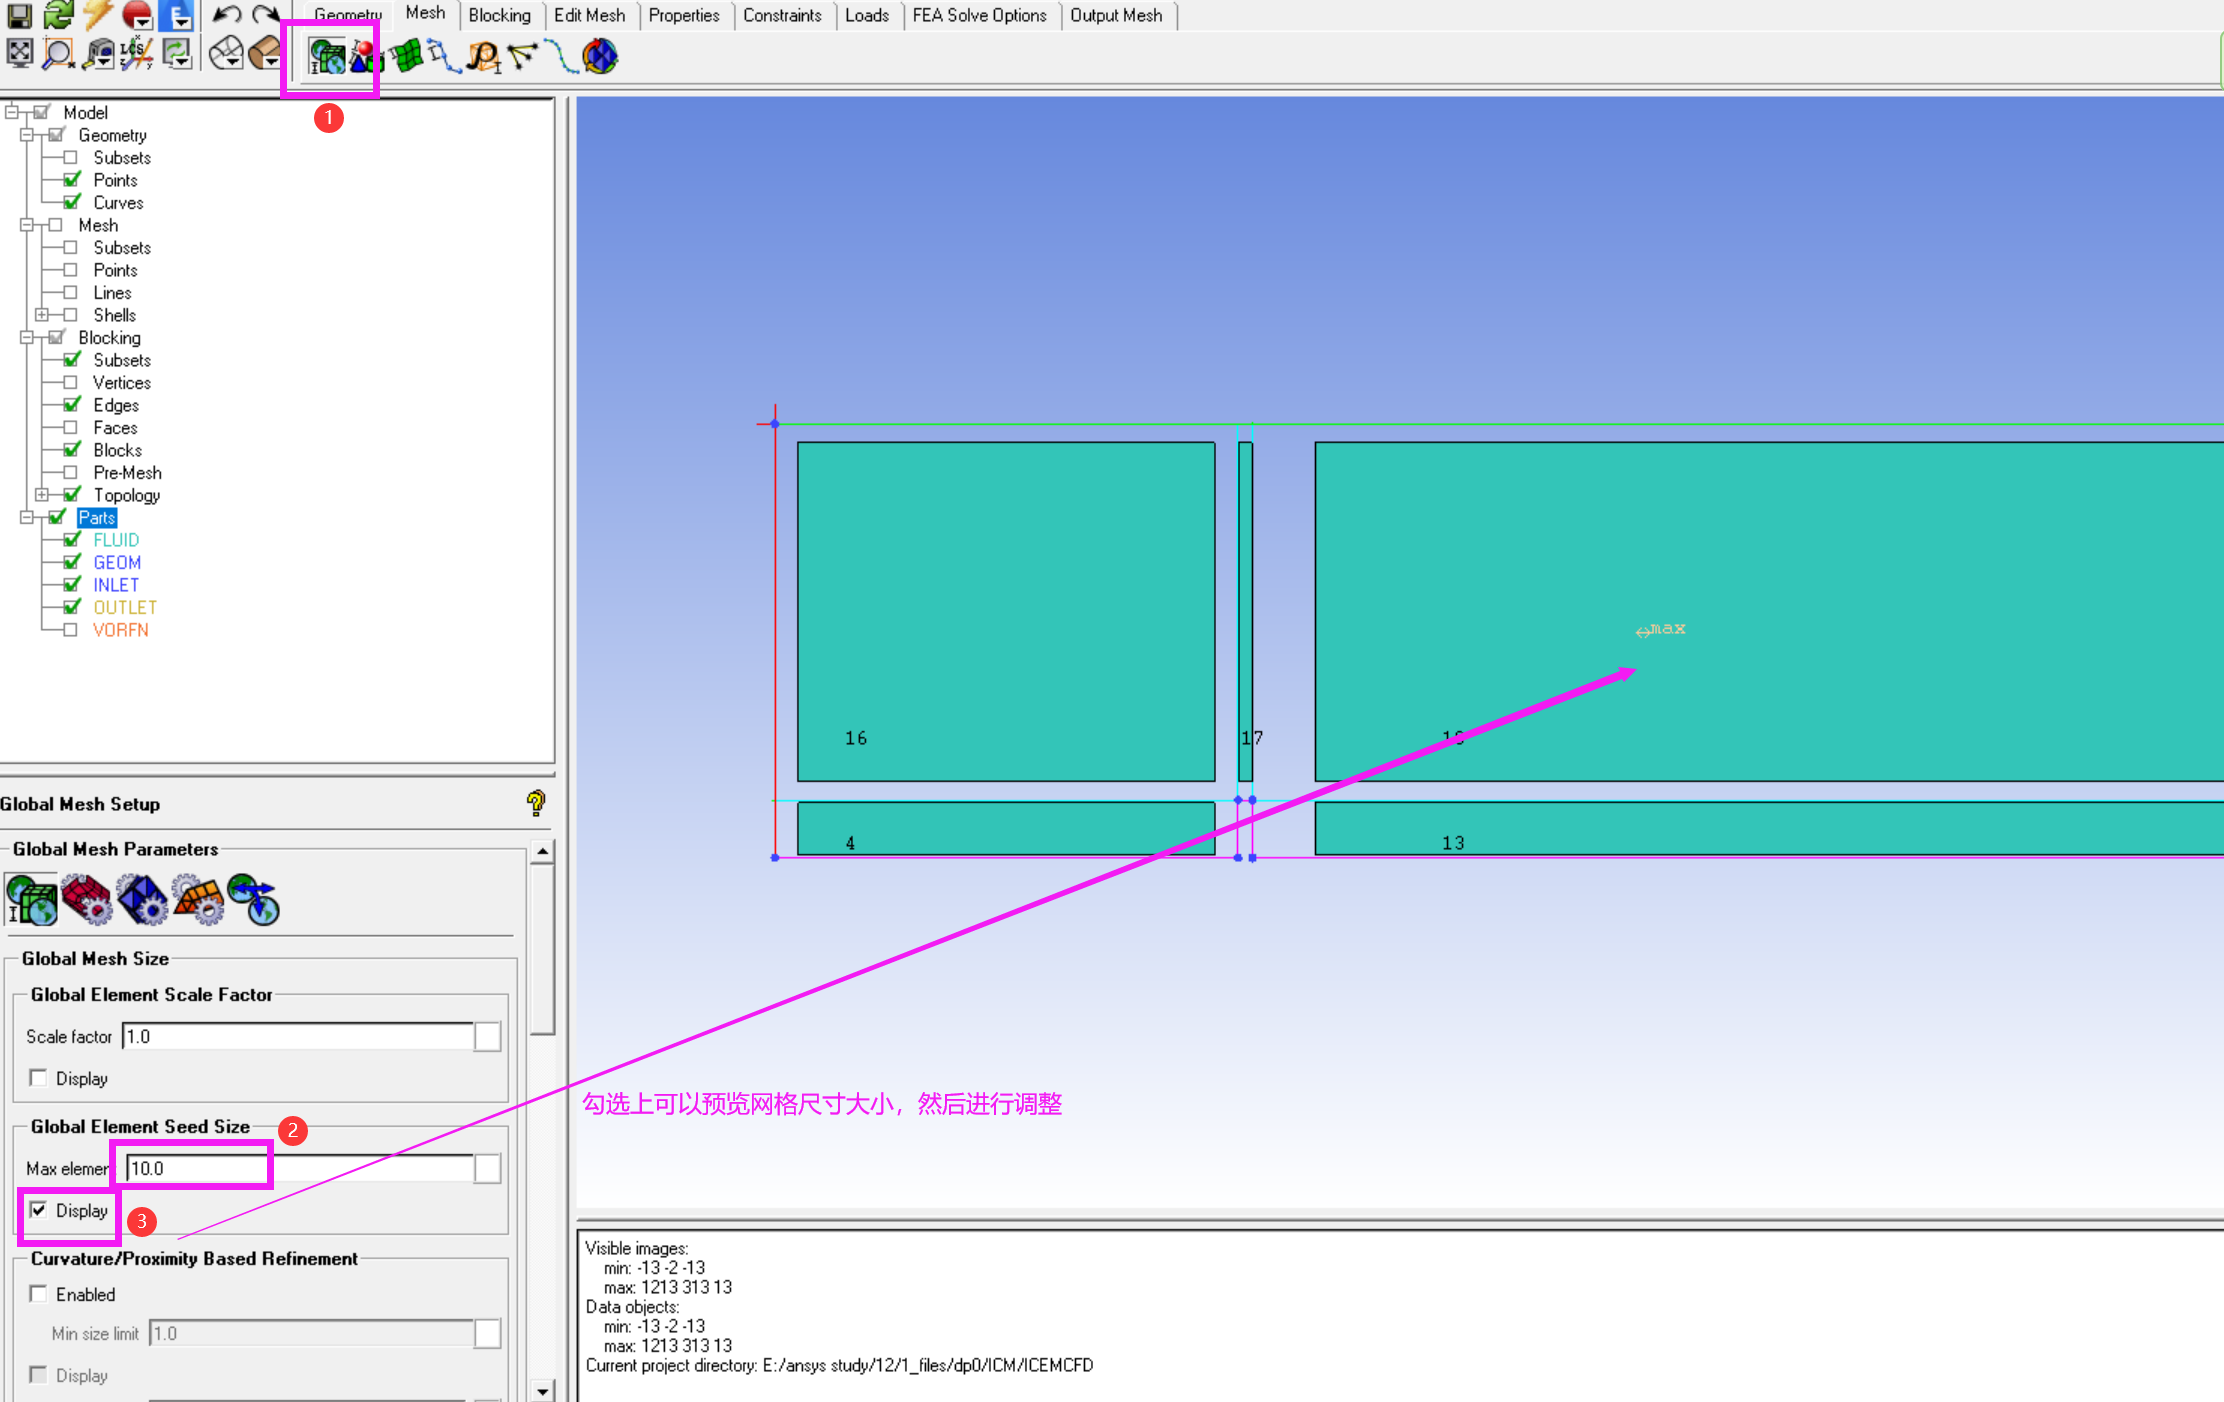 Geometry Mesh Blocking Edit Mesh Properties Constraints Loads FEA Solve Options Output Mesh
1
Model
Geometry
Subsets
Points
Curves
Mesh
Subsets
Points
Lines
Shells
Blocking
Subsets
Vertices
Edges
Faces
Blocks
Pre-Mesh
Topology
Parts
FLUID
GEOM
INLET
OUTLET
VORFN
max
16
17
4
13
Global Mesh Setup
Global Mesh Parameters
Global Mesh Size
Global Element Scale Factor
Scale factor 1.0
Display
Global Element Seed Size 2
Max elemen 10.0
Display 3
Curvature/Proximity Based Refinement
Enabled
Min size limit 1.0
Display
勾选上可以预览网格尺寸大小，然后进行调整
Visible images:
min: -13 -2 -13
max: 1213 313 13
Data objects:
min: -13 -2 -13
max: 1213 313 13
Current project directory: E:/ansys study/12/1_files/dp0/ICM/ICEMCFD